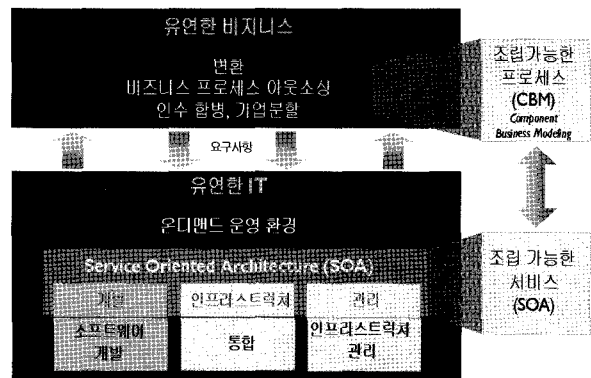 유연한 비지니스
변환
비즈니스 프로세스 아웃소싱
인수 합병, 가업분할
조립가능한
프로세스
(CBM)
Component
Business Modeling
요구사항
유연한 IT
온디맨드 운영 환경
Service Oriented Architecture (SOA)
개발
인프라스트럭쳐
관리
소프트웨어
개발
통합
인프리스트럭처
관리
조립 가능한
서비스
(SOA)